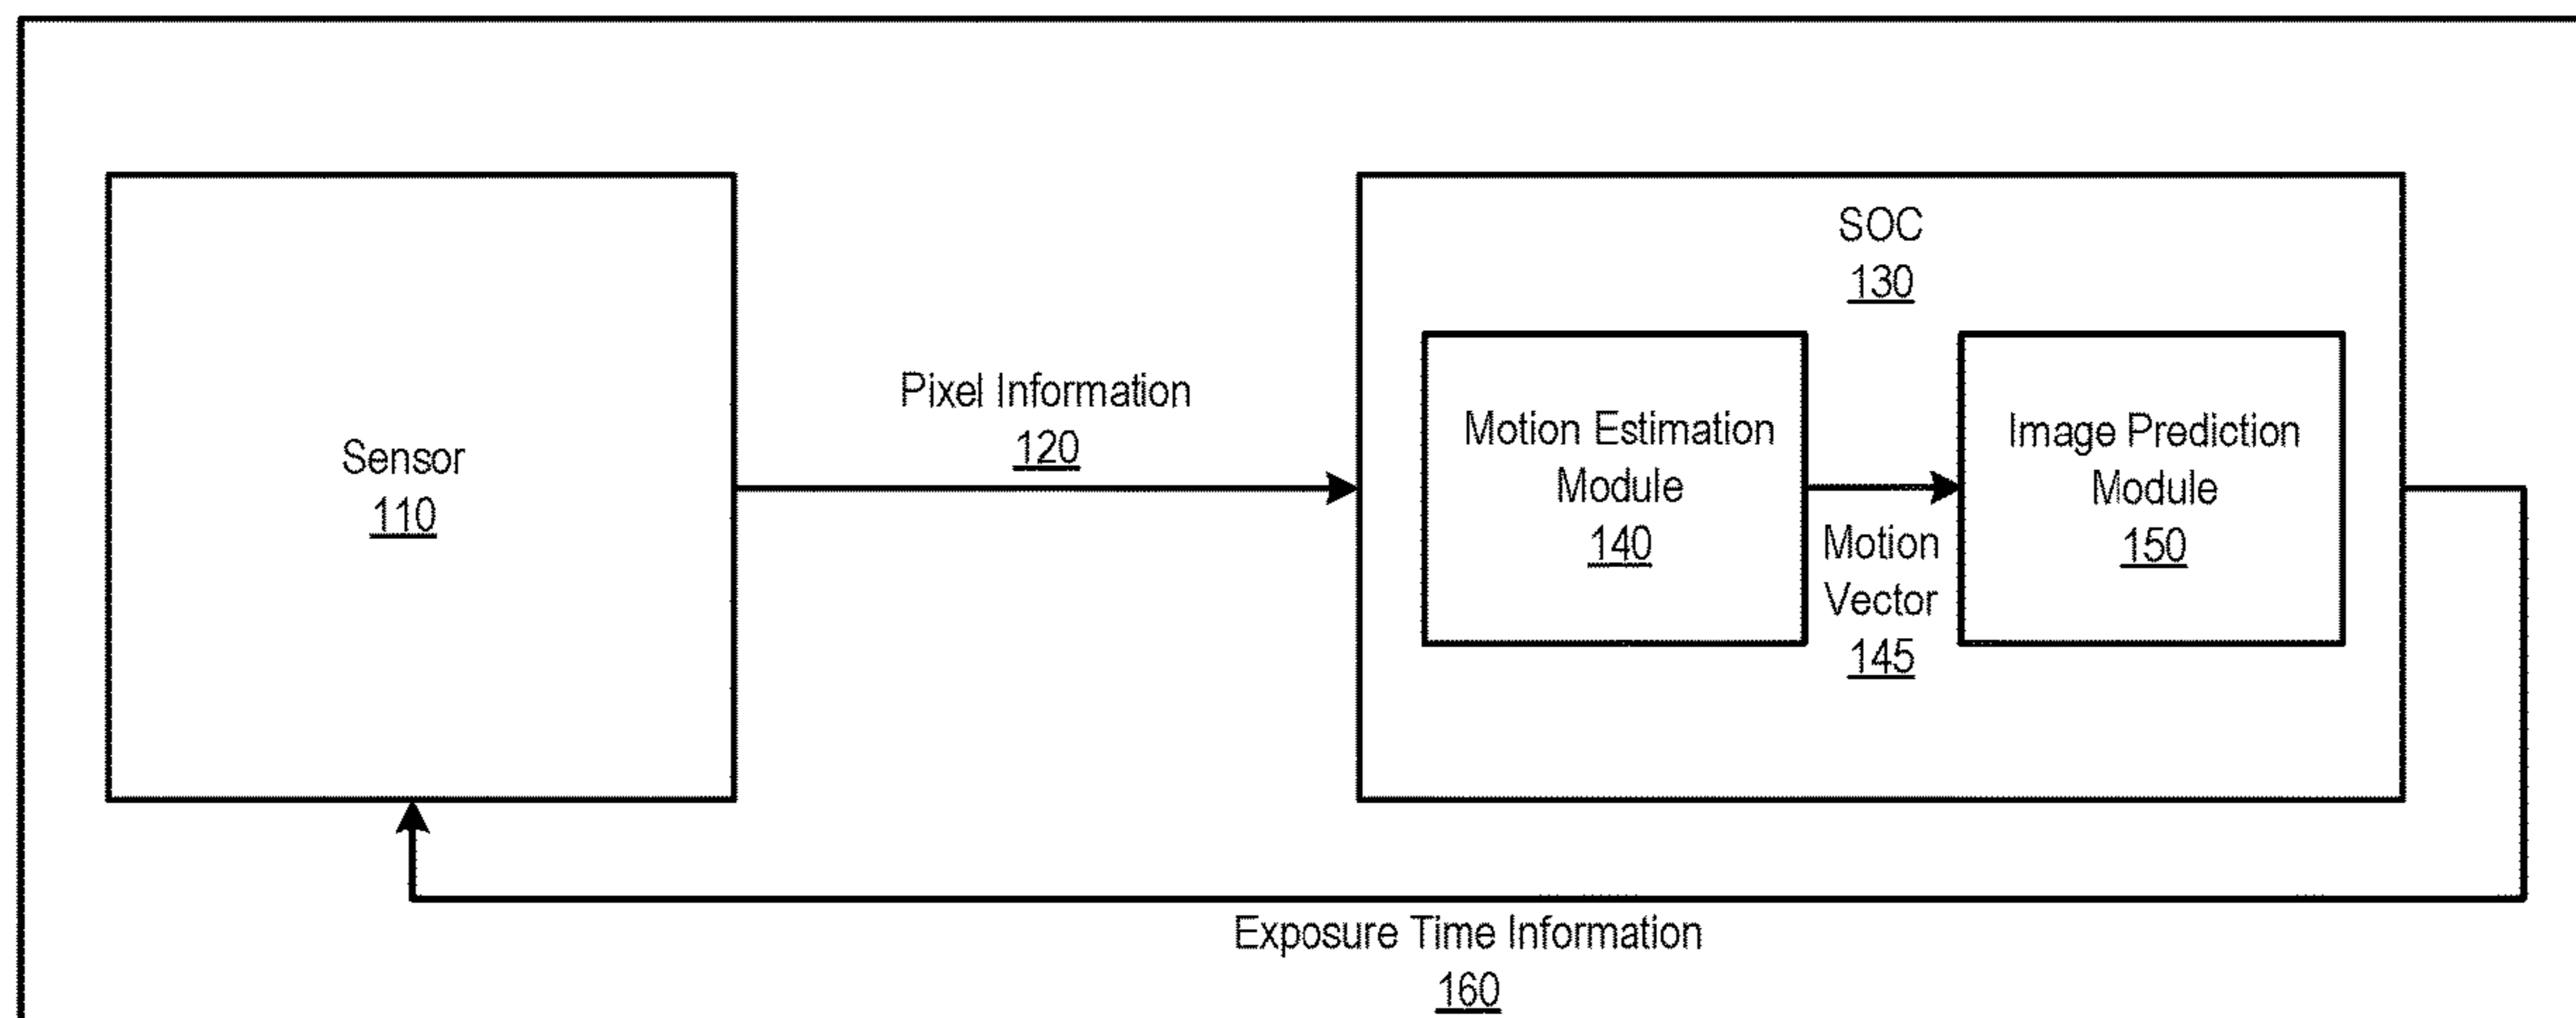 Sensor
110
Pixel Information
120
SOC
130
Motion Estimation
Module
140
Motion
Vector
145
Image Prediction
Module
150
Exposure Time Information
160